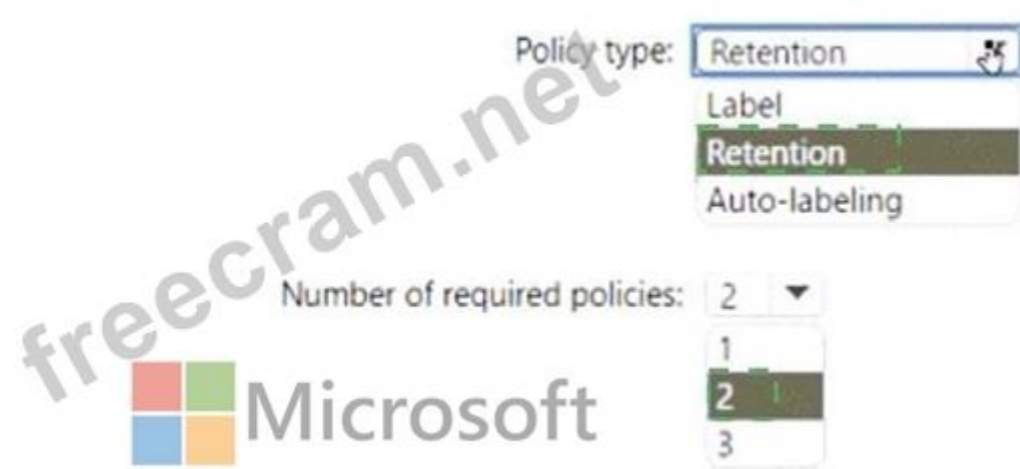 Policy type: Retention
Label
Retention
Auto-labeling
Number of required policies: 2
1
2
3
freecram.net
Microsoft